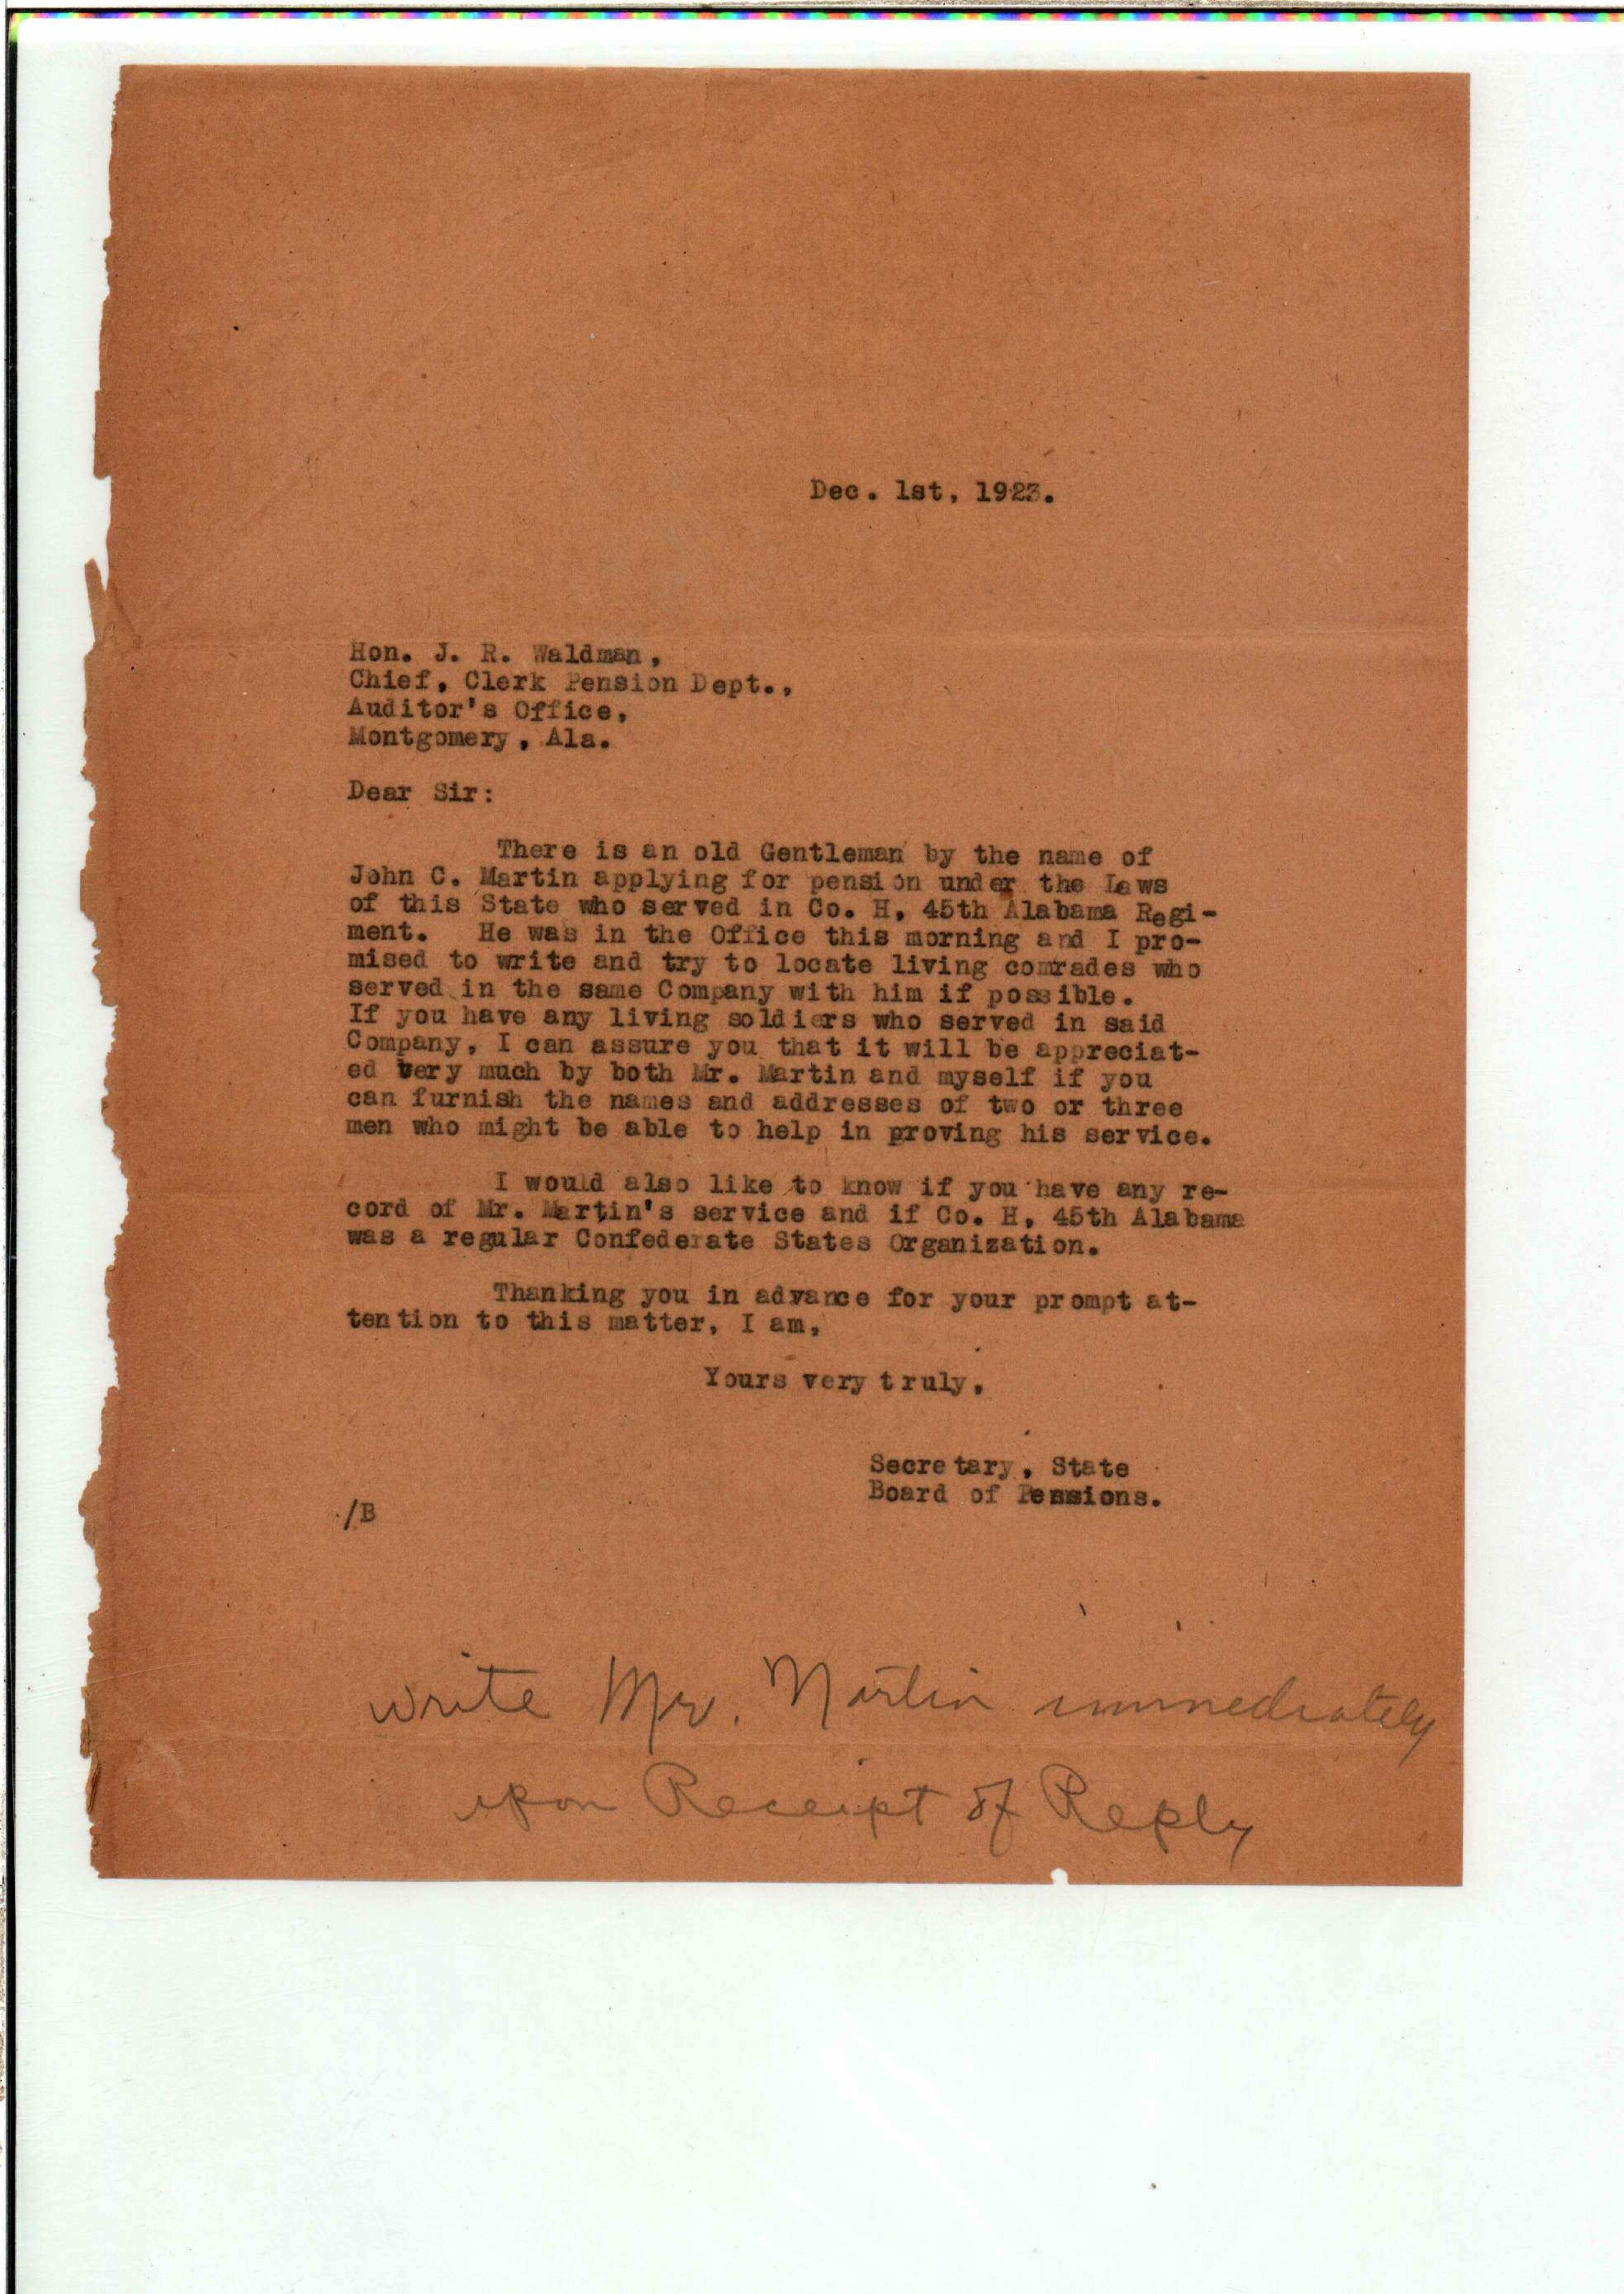 Dec. 1st, 1923.
Hon. J. R. Waldman,
Chief, Clerk Pension Dept.,
Auditor's Office,
Montgomery, Ala.
Dear Sir:
There is an old Gentleman by the name of
John C. Martin applying for pension under the Laws
of this State who served in Co. H, 45th Alabama Regi-
ment. He was in the Office this morning and I pro-
mised to write and try to locate living comrades who
served in the same Company with him if possible.
If you have any living soldiers who served in said
Company, I can assure you that it will be appreciat-
ed very much by both Mr. Martin and myself if you
can furnish the names and addresses of two or three
men who might be able to help in proving his service.
I would also like to know if you have any re-
cord of Mr. Martin's service and if Co. H, 45th Alabama
was a regular Confederate States Organization.
Thanking you in advance for your prompt at-
tention to this matter, I am,
Yours very truly,
Secretary, State
Board of Pensions.
/B
write Mr. Martin immediately
upon Receipt of Reply